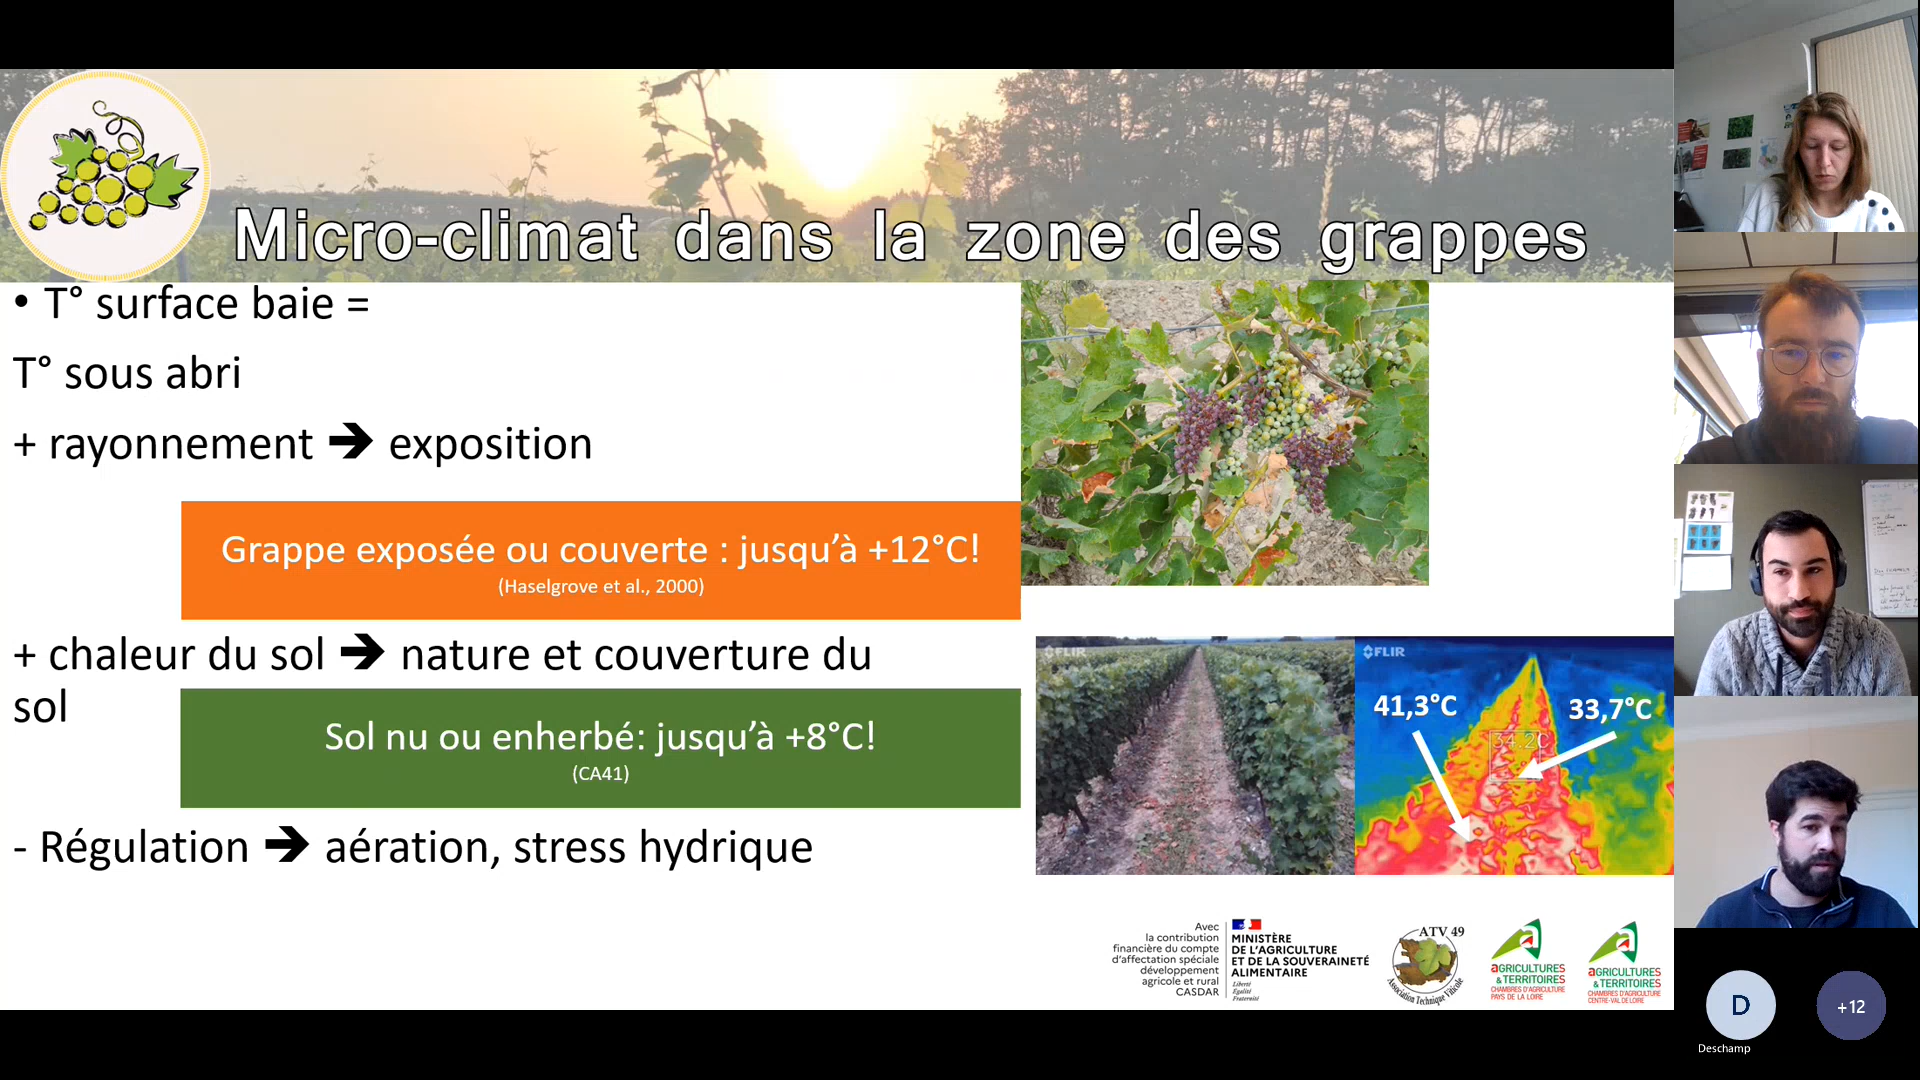 Micro-climat dans la zone des grappes
• T° surface baie =
T° sous abri
+ rayonnement ➔ exposition
Grappe exposée ou couverte : jusqu’à +12°C!
(Haselgrove et al., 2000)
+ chaleur du sol ➔ nature et couverture du
sol
Sol nu ou enherbé: jusqu’à +8°C!
(CA41)
- Régulation ➔ aération, stress hydrique
FLIR
FLIR
41,3°C
33,7°C
34.2C
Avec
la contribution
financière du compte
d’affectation spéciale
développement
agricole et rural
CASDAR
MINISTÈRE
DE L’AGRICULTURE
ET DE LA SOUVERAINETÉ
ALIMENTAIRE
Liberté
Égalité
Fraternité
ATV 49
Association Technique Viticole
AGRICULTURES
& TERRITOIRES
CHAMBRES D’AGRICULTURE
PAYS DE LA LOIRE
AGRICULTURES
& TERRITOIRES
CHAMBRES D’AGRICULTURE
CENTRE-VAL DE LOIRE
D
Deschamp
+12